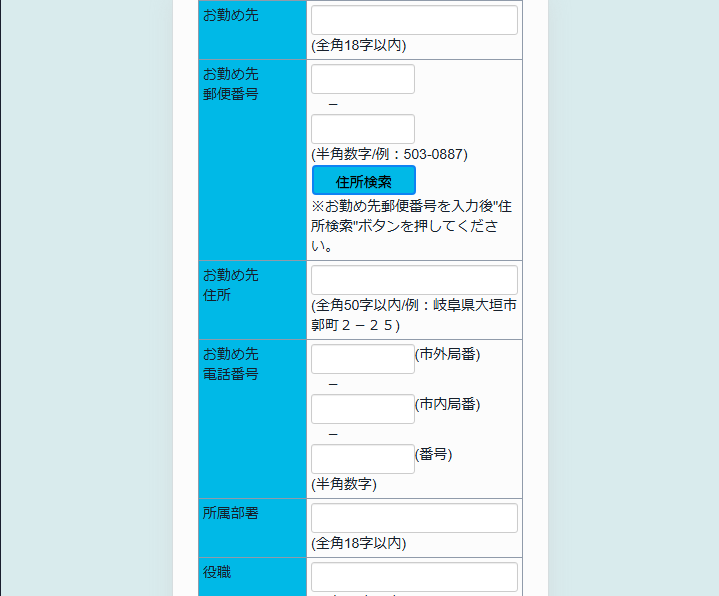 お勤め先
(全角18字以内)
お勤め先
郵便番号
－
(半角数字/例：503-0887)
住所検索
※お勤め先郵便番号を入力後"住
所検索"ボタンを押してくださ
い。
お勤め先
住所
(全角50字以内/例：岐阜県大垣市
郭町２－２５)
お勤め先
電話番号
(市外局番)
－
(市内局番)
－
(番号)
(半角数字)
所属部署
(全角18字以内)
役職